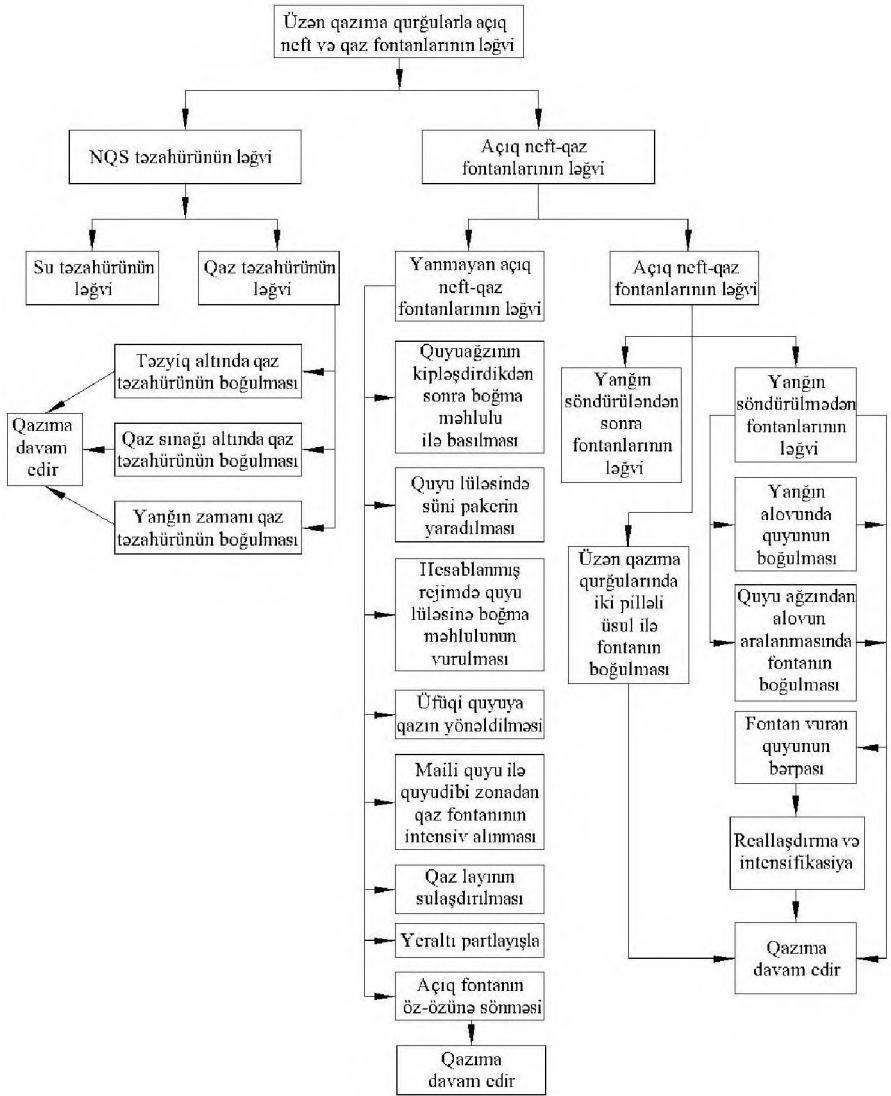 Üzən qazıma qurğularla açıq
neft və qaz fontanlarının ləğvi
NQS təzahürünün ləğvi
Açıq neft-qaz
fontanlarının ləğvi
Su təzahürünün
ləğvi
Qaz təzahürünün
ləğvi
Yanmayan açıq
neft-qaz
fontanlarının ləğvi
Açıq neft-qaz
fontanlarının ləğvi
Təzyiq altında qaz
təzahürünün boğulması
Qaz sınağı altında qaz
təzahürünün boğulması
Yanğın zamanı qaz
təzahürünün boğulması
Qazıma
davam
edir
Quyuağzının
kipləşdirdikdən
sonra boğma
məhlulu
ilə basılması
Quyu lüləsində
süni pakerin
yaradılması
Hesablanmış
rejimdə quyu
lüləsinə boğma
məhlulunun
vurulması
Üfüqi quyuya
qazın yönəldilməsi
Maili quyu ilə
quyudibi zonadan
qaz fontanının
intensiv alınması
Qaz layının
sulaşdırılması
Yeraltı partlayışla
Açıq fontanın
öz-özünə sönməsi
Qazıma
davam edir
Yanğın
söndürüləndən
sonra
fontanlarının
ləğvi
Yanğın
söndürülmədən
fontanlarının
ləğvi
Üzən qazıma
qurğularında
iki pilləli
üsul ilə
fontanın
boğulması
Yanğın
alovunda
quyunun
boğulması
Quyu ağzından
alovun
aralanmasında
fontanın
boğulması
Fontan vuran
quyunun
bərpası
Reallaşdırma və
intensifikasiya
Qazıma
davam edir